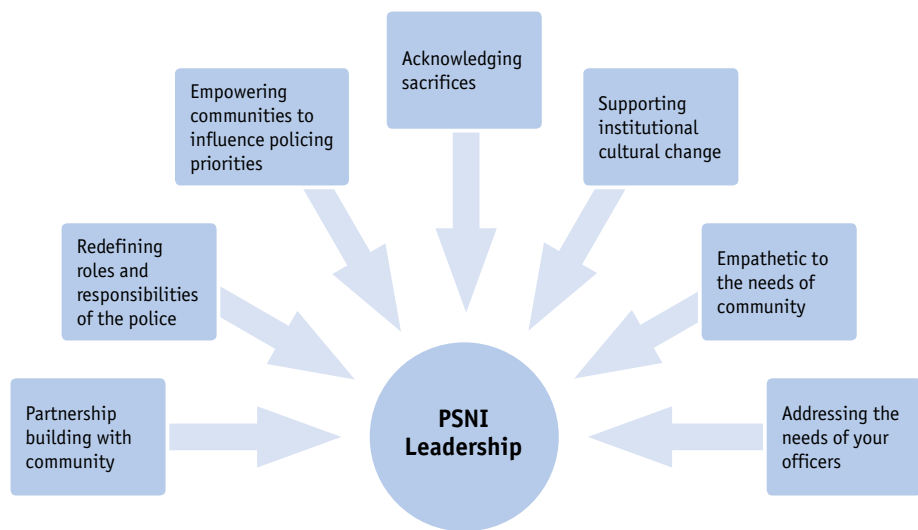 Acknowledging
sacrifices
Empowering
communities to
influence policing
priorities
Supporting
institutional
cultural change
Redefining
roles and
responsibilities
of the police
Empathetic to
the needs of
community
Partnership
building with
community
PSNI
Leadership
Addressing the
needs of your
officers